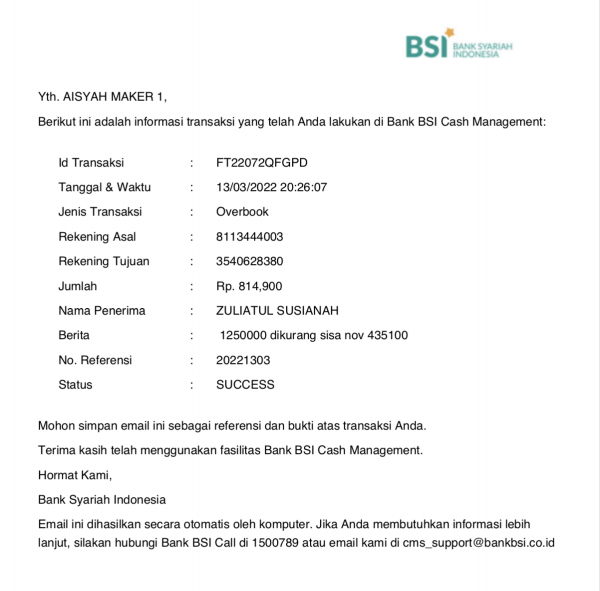 BSI BANK SYARIAH
INDONESIA
Yth. AISYAH MAKER 1,
Berikut ini adalah informasi transaksi yang telah Anda lakukan di Bank BSI Cash Management:
Id Transaksi : FT22072QFGPD
Tanggal & Waktu : 13/03/2022 20:26:07
Jenis Transaksi : Overbook
Rekening Asal : 8113444003
Rekening Tujuan : 3540628380
Jumlah : Rp. 814,900
Nama Penerima : ZULIATUL SUSIANAH
Berita : 1250000 dikurang sisa nov 435100
No. Referensi : 20221303
Status : SUCCESS
Mohon simpan email ini sebagai referensi dan bukti atas transaksi Anda.
Terima kasih telah menggunakan fasilitas Bank BSI Cash Management.
Hormat Kami,
Bank Syariah Indonesia
Email ini dihasilkan secara otomatis oleh komputer. Jika Anda membutuhkan informasi lebih
lanjut, silakan hubungi Bank BSI Call di 1500789 atau email kami di cms_support@bankbsi.co.id